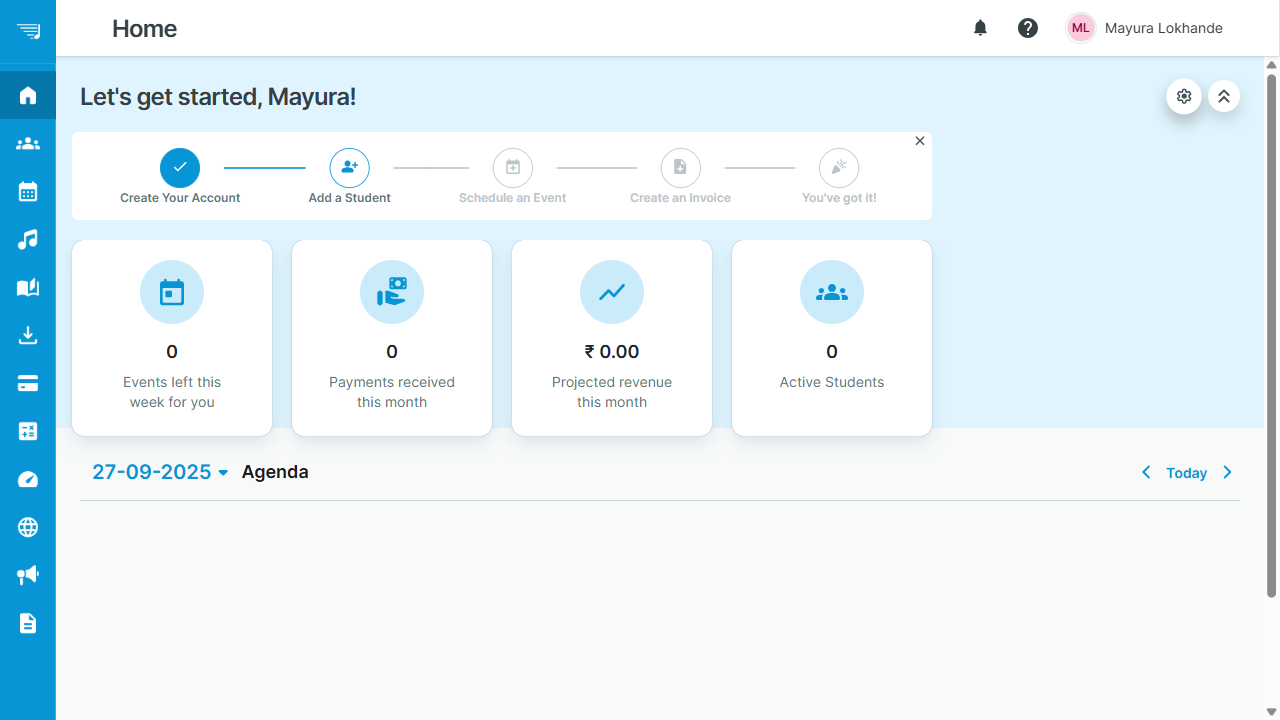 Home
ML
Mayura Lokhande
Let's get started, Mayura!
Create Your Account
Add a Student
Schedule an Event
Create an Invoice
You've got it!
0
Events left this
week for you
0
Payments received
this month
₹ 0.00
Projected revenue
this month
0
Active Students
27-09-2025 Agenda
Today